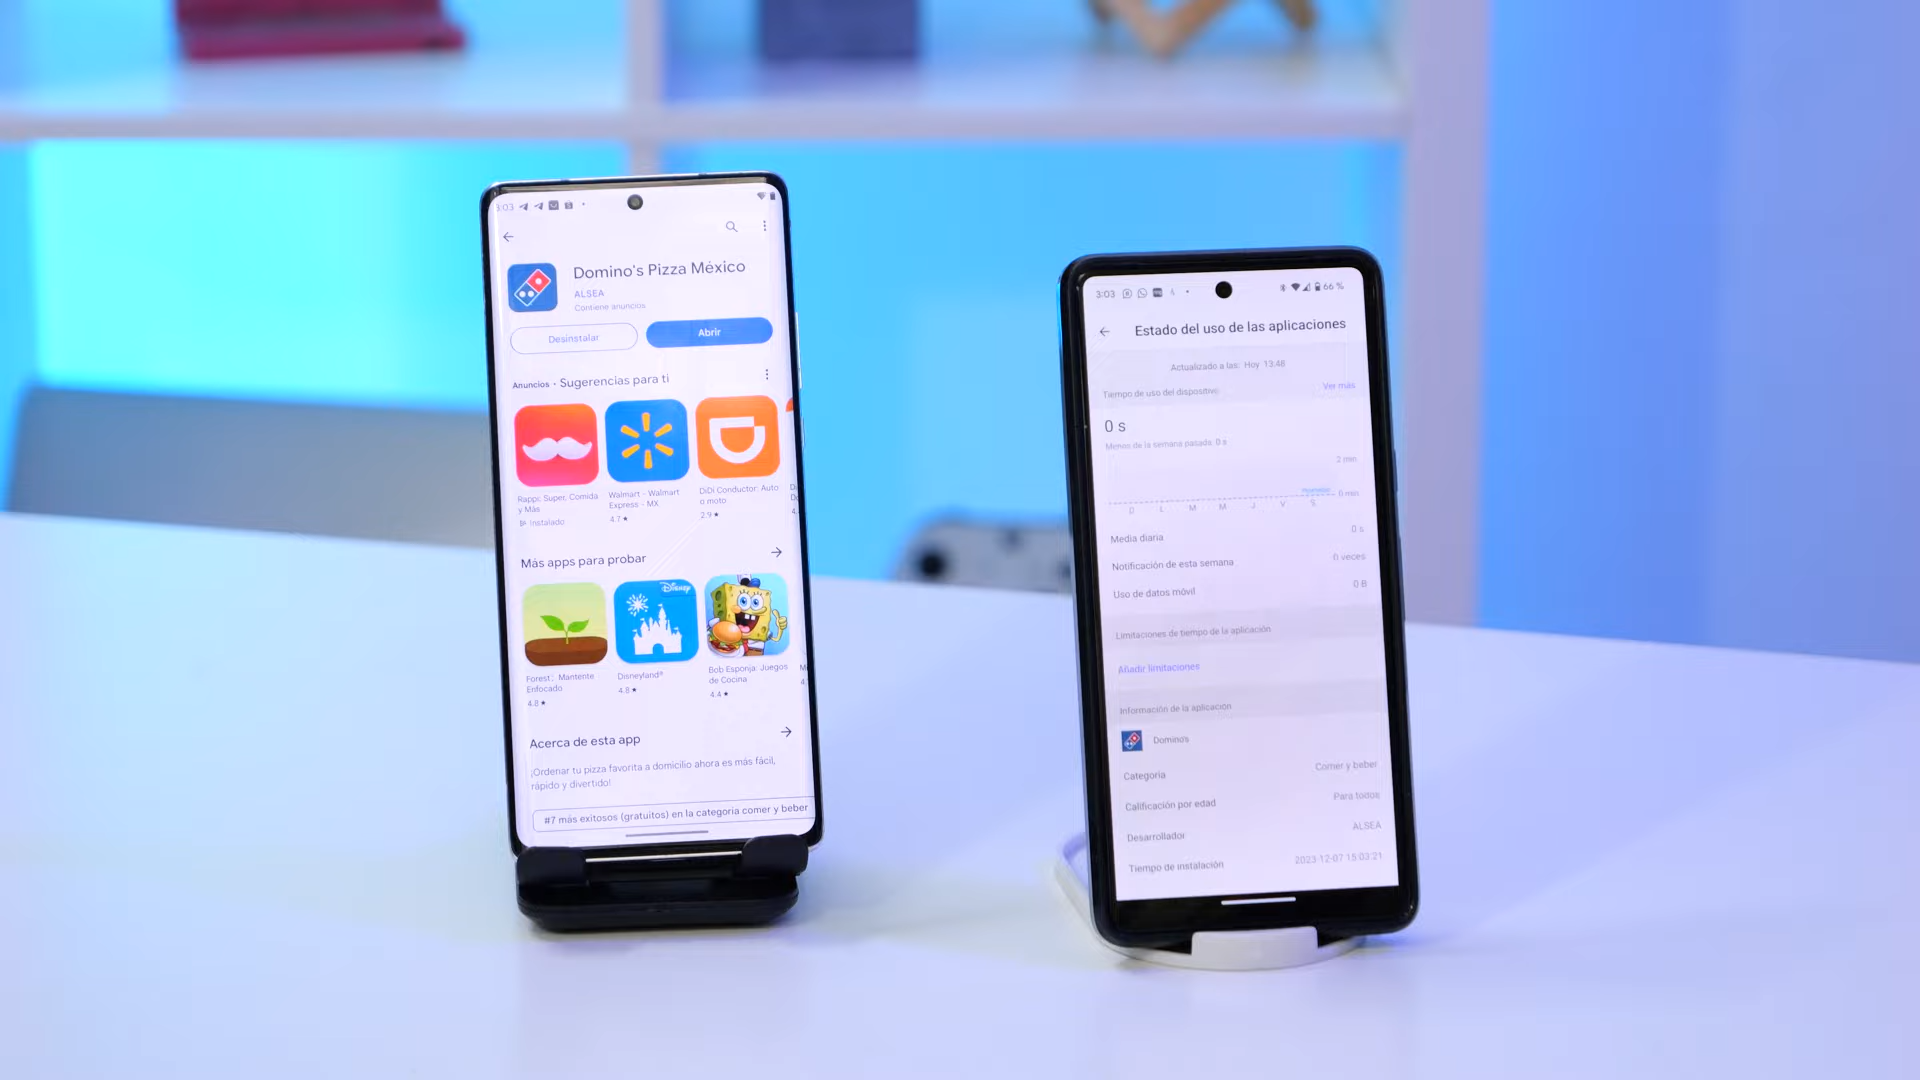 3:03
Domino's Pizza México
ALSEA
Contiene anuncios
Desinstalar
Abrir
Anuncios · Sugerencias para ti
Rappi: Super, Comida
y Más
Instalado
Walmart - Walmart
Express - MX
4.7 ★
DiDi Conductor: Auto
o moto
2.9 ★
Más apps para probar
Disney
Forest: Mantente
Enfocado
4.8 ★
Disneyland®
4.8 ★
Bob Esponja: Juegos
de Cocina
4.4 ★
Acerca de esta app
¡Ordenar tu pizza favorita a domicilio ahora es más fácil,
rápido y divertido!
#7 más exitosos (gratuitos) en la categoría comer y beber
3:03
66 %
Estado del uso de las aplicaciones
Actualizado a las: Hoy 13:48
Tiempo de uso del dispositivo
Ver más
0 s
Menos de la semana pasada: 0 s
2 min
0 min
D L M M J V S
Media diaria 0 s
Notificación de esta semana 0 veces
Uso de datos móvil 0 B
Limitaciones de tiempo de la aplicación
Añadir limitaciones
Información de la aplicación
Domino's
Categoría Comer y beber
Calificación por edad Para todos
Desarrollador ALSEA
Tiempo de instalación 2023-12-07 15:03:21